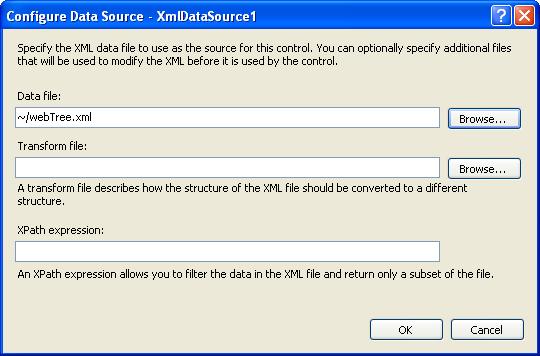 Configure Data Source - XmlDataSource1
Specify the XML data file to use as the source for this control. You can optionally specify additional files
that will be used to modify the XML before it is used by the control.
Data file:
~/webTree.xml
Browse...
Transform file:
Browse...
A transform file describes how the structure of the XML file should be converted to a different
structure.
XPath expression:
An XPath expression allows you to filter the data in the XML file and return only a subset of the file.
OK
Cancel